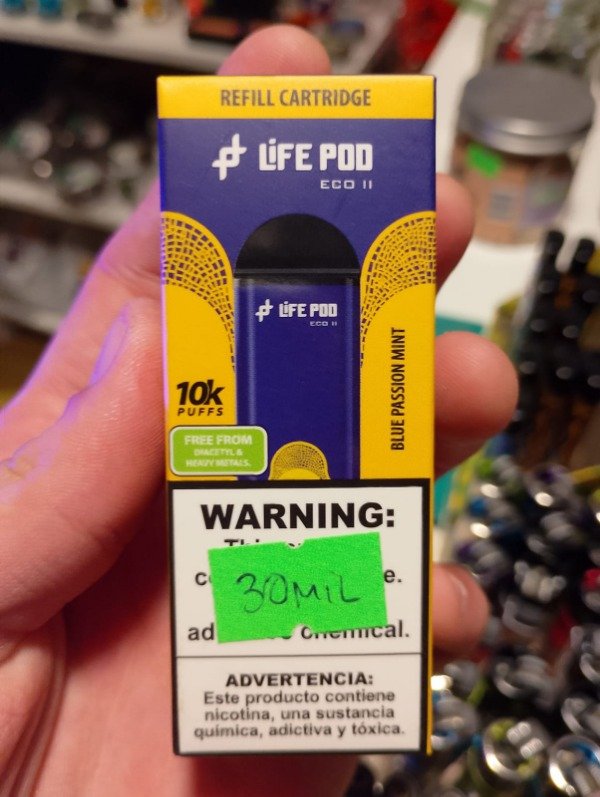 REFILL CARTRIDGE
LIFE POD
ECO II
LIFE POD
ECO II
10k
PUFFS
BLUE PASSION MINT
FREE FROM
DIACETYL &
HEAVY METALS.
WARNING:
30MIL
chemical.
ADVERTENCIA:
Este producto contiene
nicotina, una sustancia
química, adictiva y tóxica.